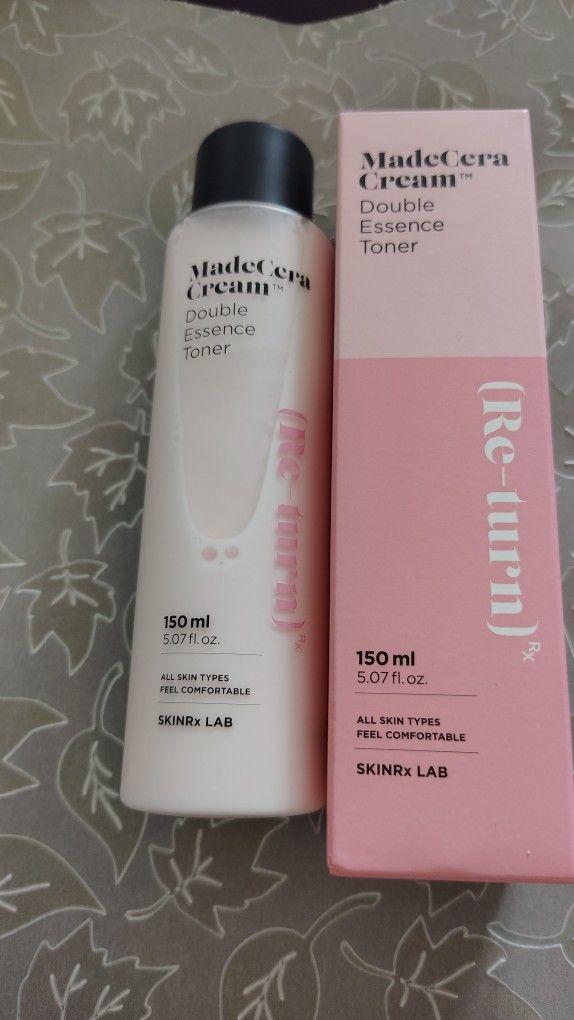 MadeCera
Cream™
Double
Essence
Toner
(Re-turn)
Rx
150 ml
5.07 fl. oz.
ALL SKIN TYPES
FEEL COMFORTABLE
SKINRx LAB
MadeCera
Cream™
Double
Essence
Toner
(Re-turn)
Rx
150 ml
5.07 fl. oz.
ALL SKIN TYPES
FEEL COMFORTABLE
SKINRx LAB